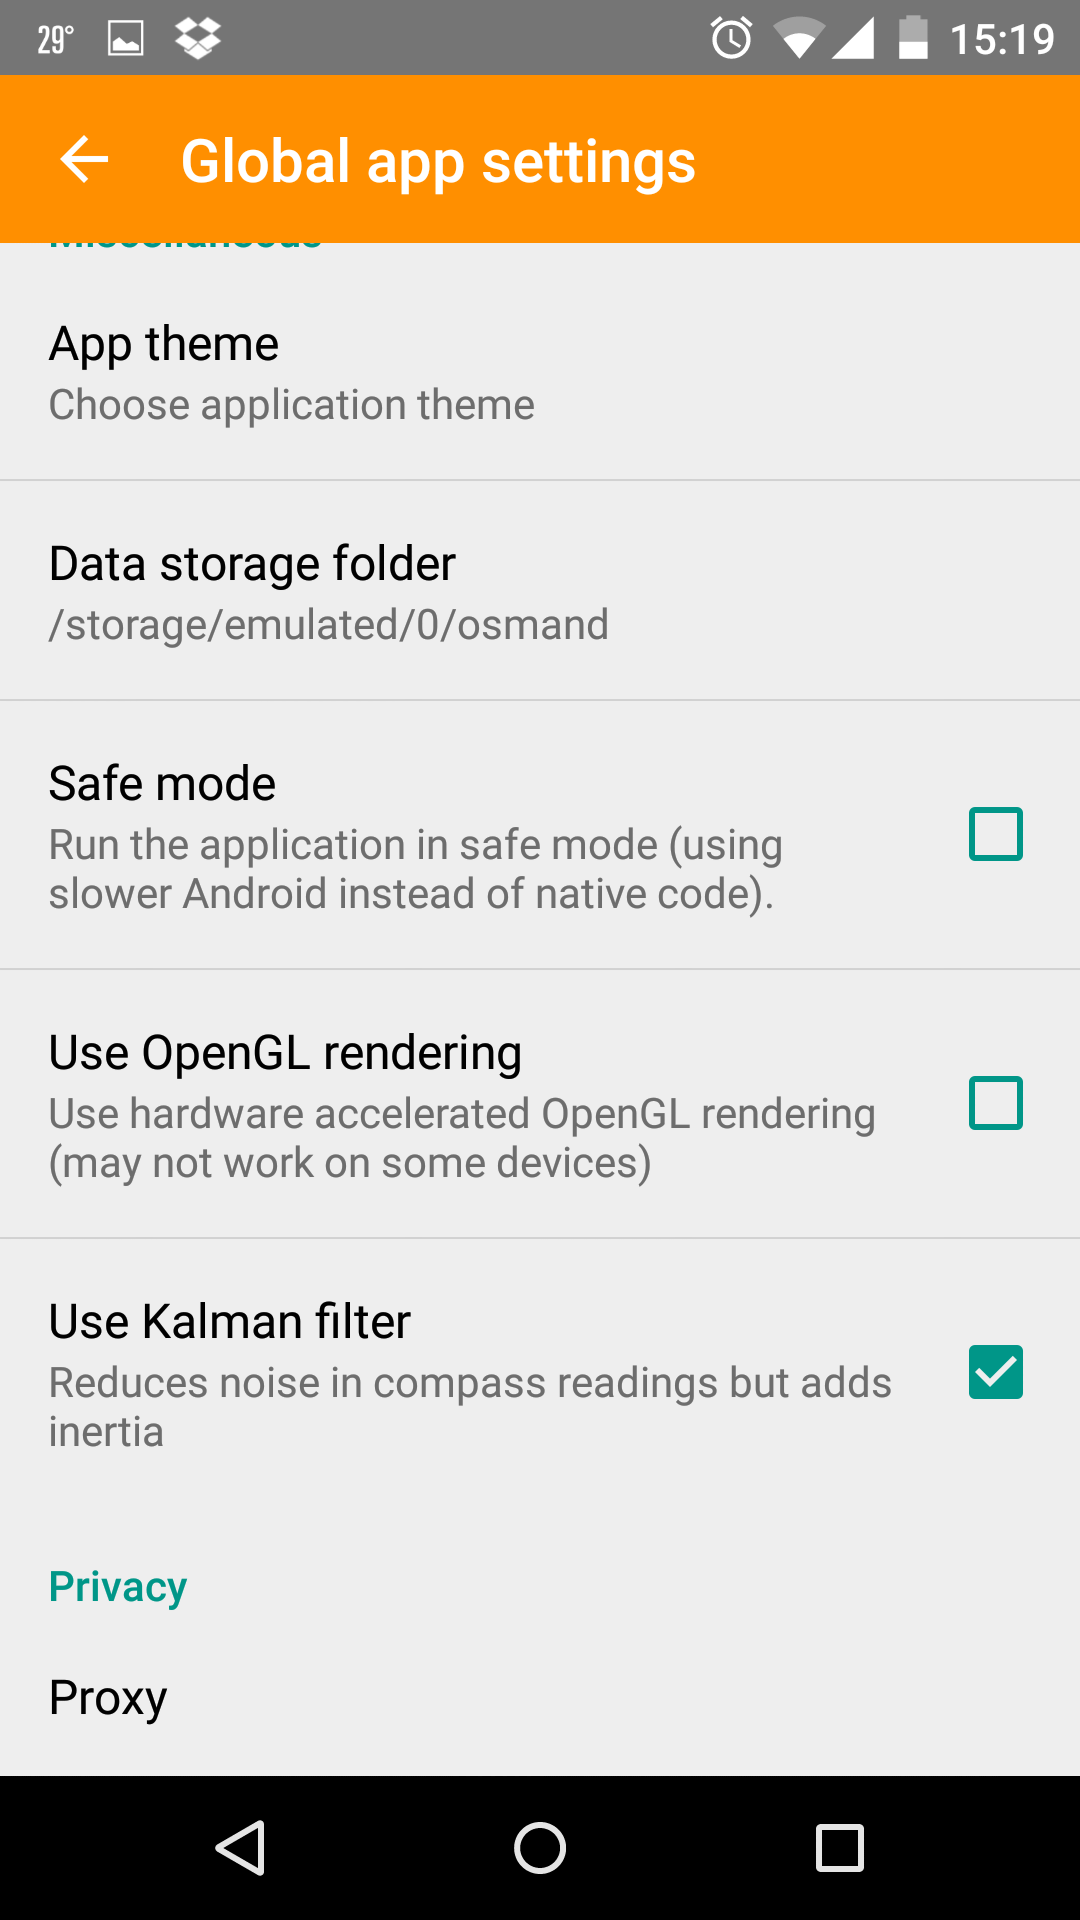 29°
15:19
Global app settings
Miscellaneous
App theme
Choose application theme
Data storage folder
/storage/emulated/0/osmand
Safe mode
Run the application in safe mode (using
slower Android instead of native code).
Use OpenGL rendering
Use hardware accelerated OpenGL rendering
(may not work on some devices)
Use Kalman filter
Reduces noise in compass readings but adds
inertia
Privacy
Proxy